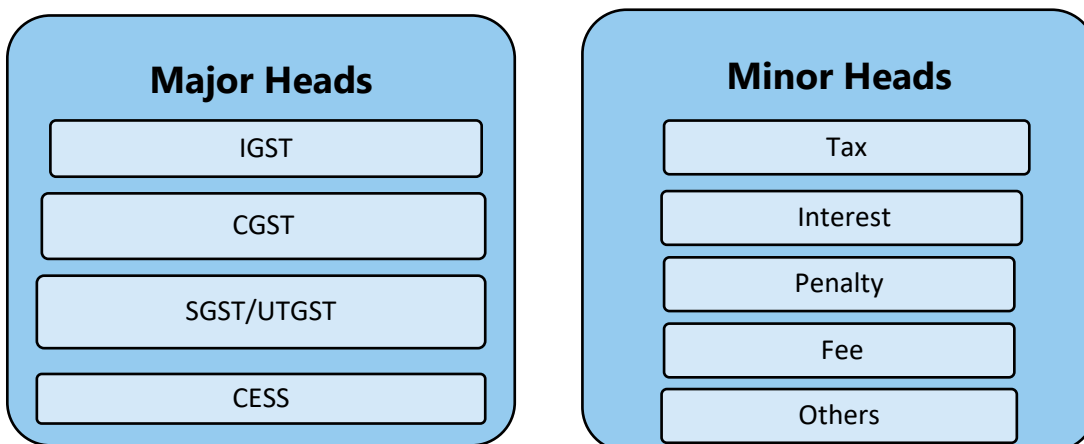 Major Heads
IGST
CGST
SGST/UTGST
CESS
Minor Heads
Tax
Interest
Penalty
Fee
Others